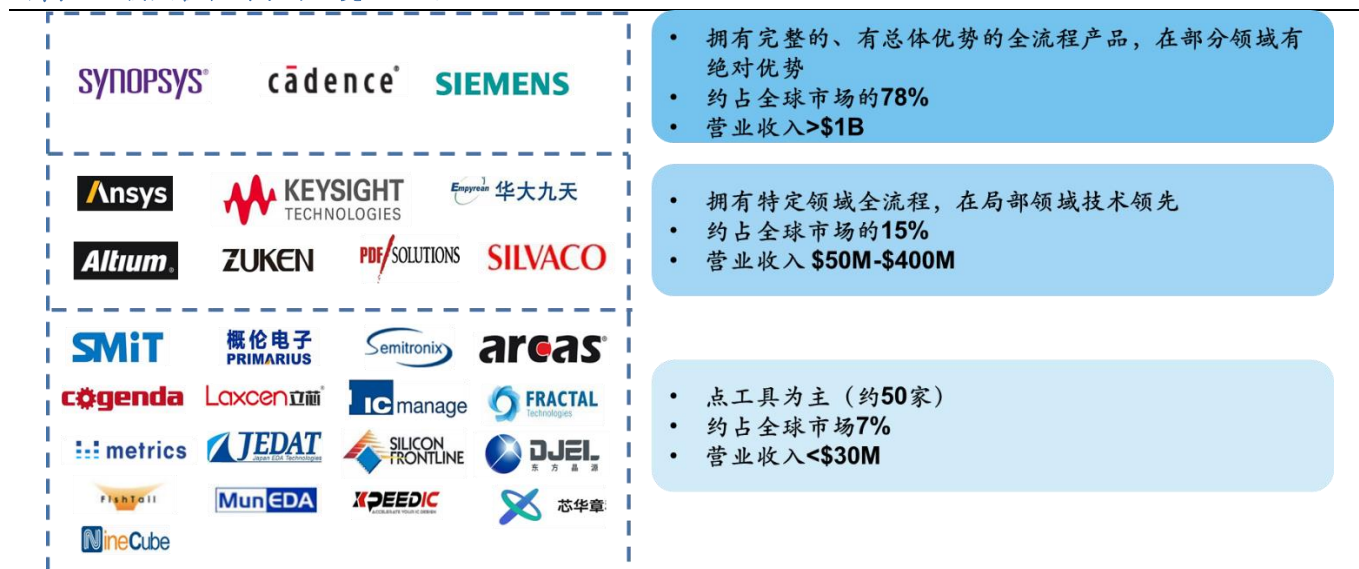 SYNOPSYS®
cādence®
SIEMENS
• 拥有完整的、有总体优势的全流程产品，在部分领域有
绝对优势
• 约占全球市场的78%
• 营业收入>$1B
Ansys
KEYSIGHT
TECHNOLOGIES
Empyrean 华大九天
Altium®
ZUKEN
PDF/SOLUTIONS
SILVACO
• 拥有特定领域全流程，在局部领域技术领先
• 约占全球市场的15%
• 营业收入 $50M-$400M
SMiT
概伦电子
PRIMARIUS
Semitronix
arcas®
cogenda
Laxcen立芯
IC manage
FRACTAL
Technologies
metrics
JEDAT
Japan EDA Technologies
SILICON
FRONTLINE
DJEL
东方晶源
FishTail
MunEDA
XPEEDIC
ACCELERATE YOUR IC DESIGN
芯华章
NineCube
• 点工具为主（约50家）
• 约占全球市场7%
• 营业收入<$30M